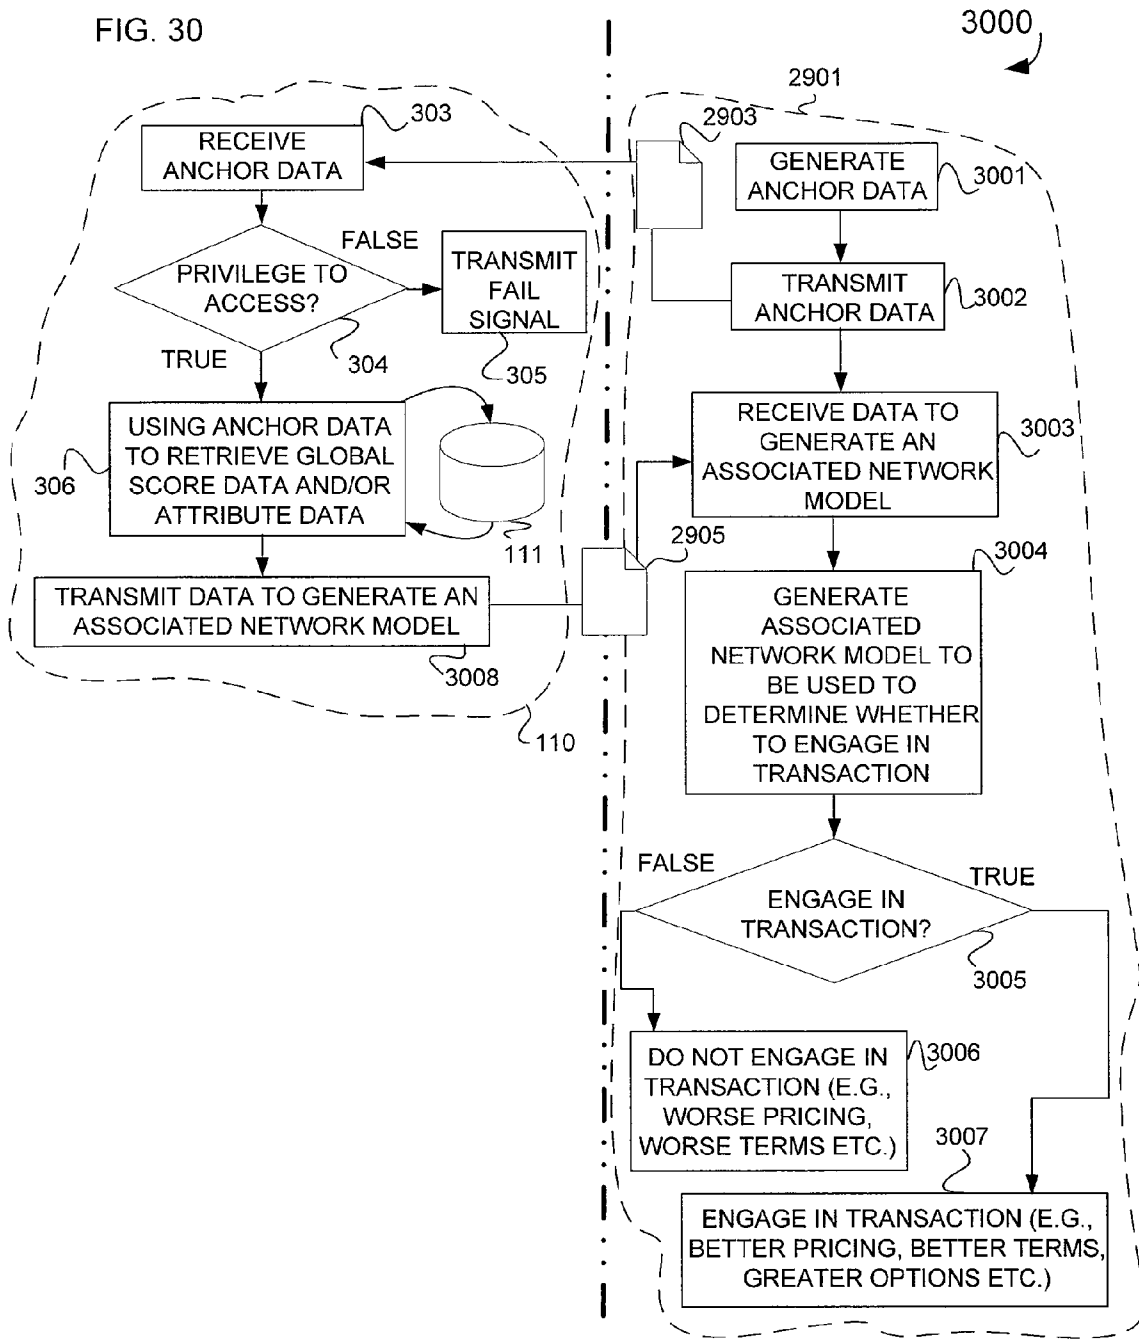 FIG. 30
3000
2901
303
2903
RECEIVE
ANCHOR DATA
GENERATE
ANCHOR DATA
3001
FALSE
PRIVILEGE TO
ACCESS?
TRANSMIT
FAIL
SIGNAL
TRANSMIT
ANCHOR DATA
3002
TRUE
304
305
USING ANCHOR DATA
TO RETRIEVE GLOBAL
SCORE DATA AND/OR
ATTRIBUTE DATA
306
111
RECEIVE DATA TO
GENERATE AN
ASSOCIATED NETWORK
MODEL
3003
2905
TRANSMIT DATA TO GENERATE AN
ASSOCIATED NETWORK MODEL
3008
110
3004
GENERATE
ASSOCIATED
NETWORK MODEL TO
BE USED TO
DETERMINE WHETHER
TO ENGAGE IN
TRANSACTION
FALSE
TRUE
ENGAGE IN
TRANSACTION?
3005
DO NOT ENGAGE IN
TRANSACTION (E.G.,
WORSE PRICING,
WORSE TERMS ETC.)
3006
3007
ENGAGE IN TRANSACTION (E.G.,
BETTER PRICING, BETTER TERMS,
GREATER OPTIONS ETC.)